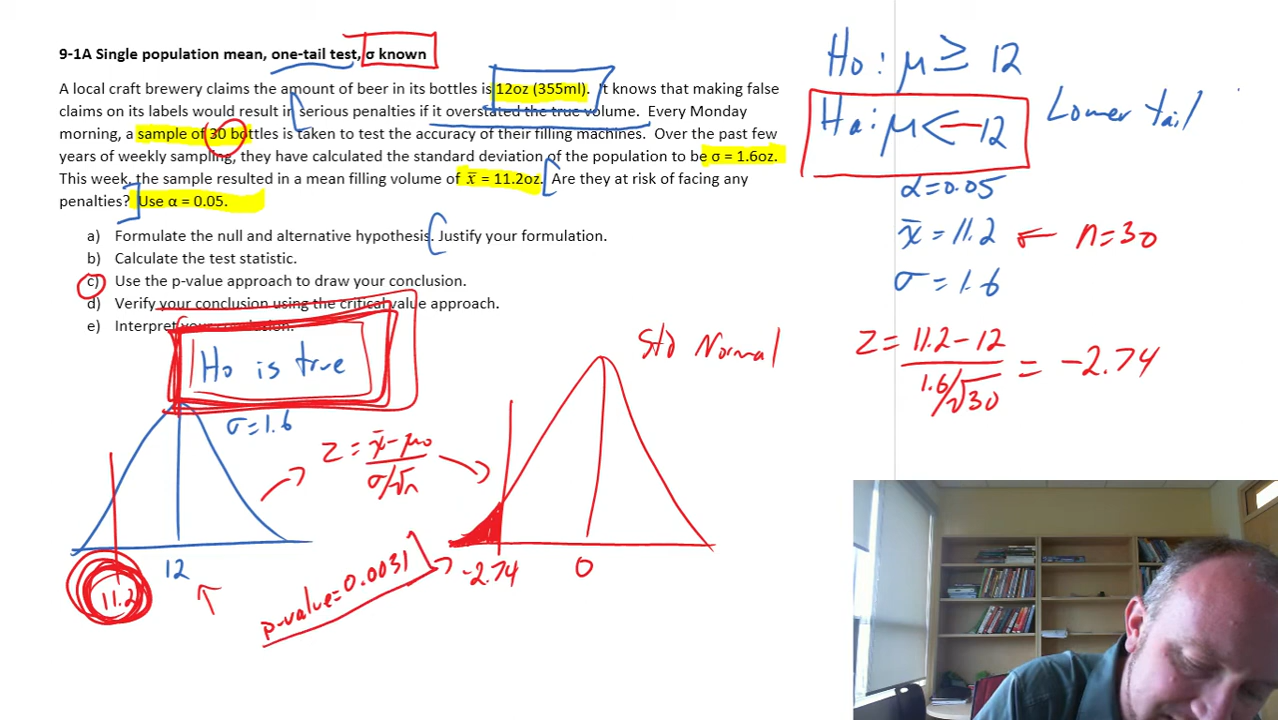 9-1A Single population mean, one-tail test, σ known
A local craft brewery claims the amount of beer in its bottles is 12oz (355ml). It knows that making false
claims on its labels would result in serious penalties if it overstated the true volume. Every Monday
morning, a sample of 30 bottles is taken to test the accuracy of their filling machines. Over the past few
years of weekly sampling, they have calculated the standard deviation of the population to be σ = 1.6oz.
This week, the sample resulted in a mean filling volume of x̄ = 11.2oz. Are they at risk of facing any
penalties? Use α = 0.05.
a) Formulate the null and alternative hypothesis. Justify your formulation.
b) Calculate the test statistic.
c) Use the p-value approach to draw your conclusion.
d) Verify your conclusion using the critical value approach.
e) Interpret your conclusion.
Ho : μ ≥ 12
Ha : μ < 12
Lower tail
α = 0.05
x̄ = 11.2 ← n = 30
σ = 1.6
Z = 11.2 - 12 / 1.6/√30 = -2.74
Ho is true
σ = 1.6
Z = x̄ - μ₀ / σ/√n
Std Normal
11.2
12
p-value = 0.0031
-2.74
0